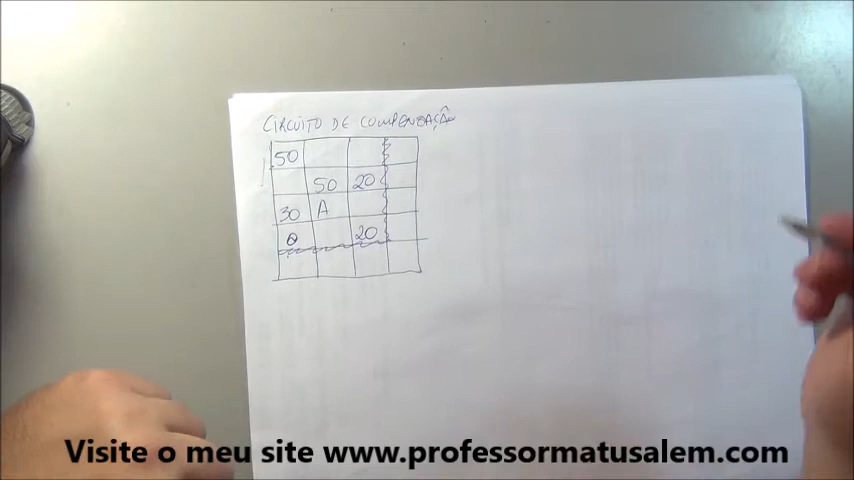 CIRCUITO DE COMPENSAÇÃO
50
50 20
30 A
0 20
Visite o meu site www.professormatusalem.com